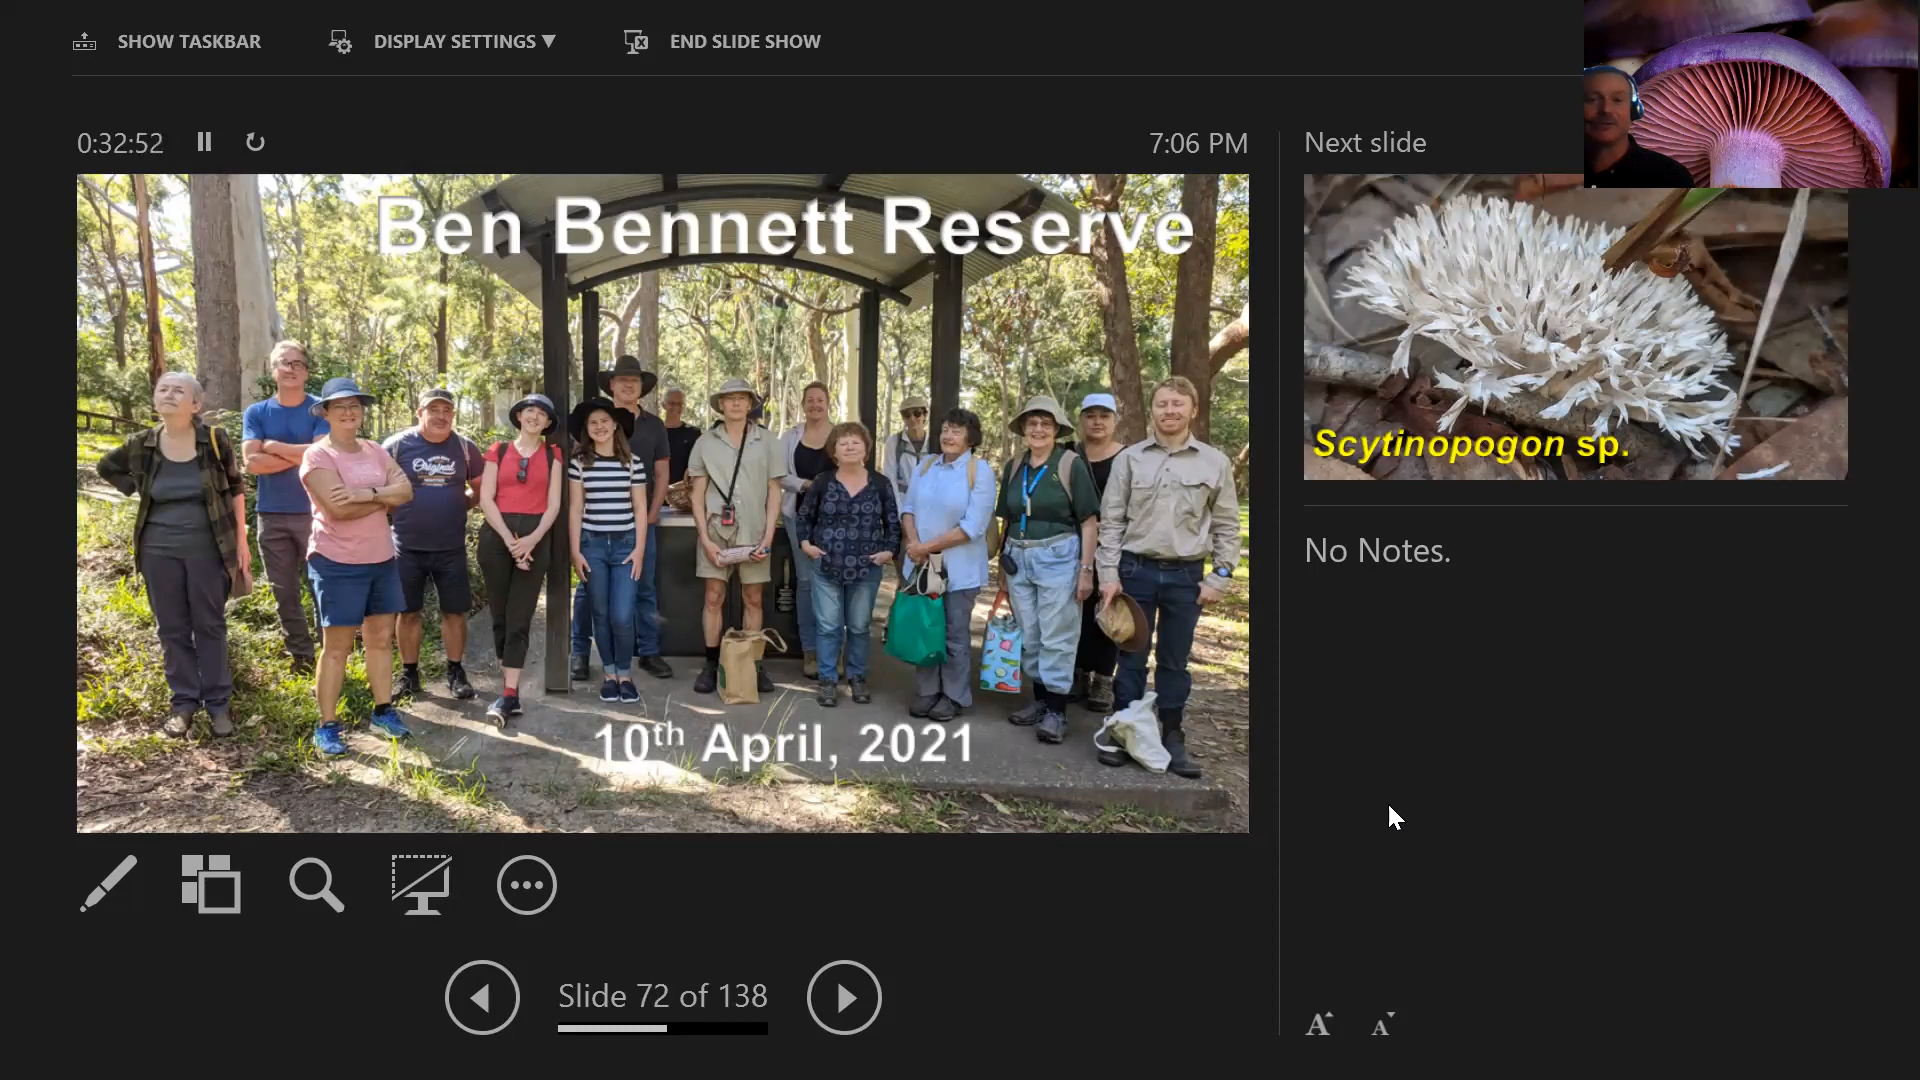 SHOW TASKBAR
DISPLAY SETTINGS ▼
END SLIDE SHOW
0:32:52
7:06 PM
Next slide
Ben Bennett Reserve
Original
10th April, 2021
Scytinopogon sp.
No Notes.
Slide 72 of 138
A A